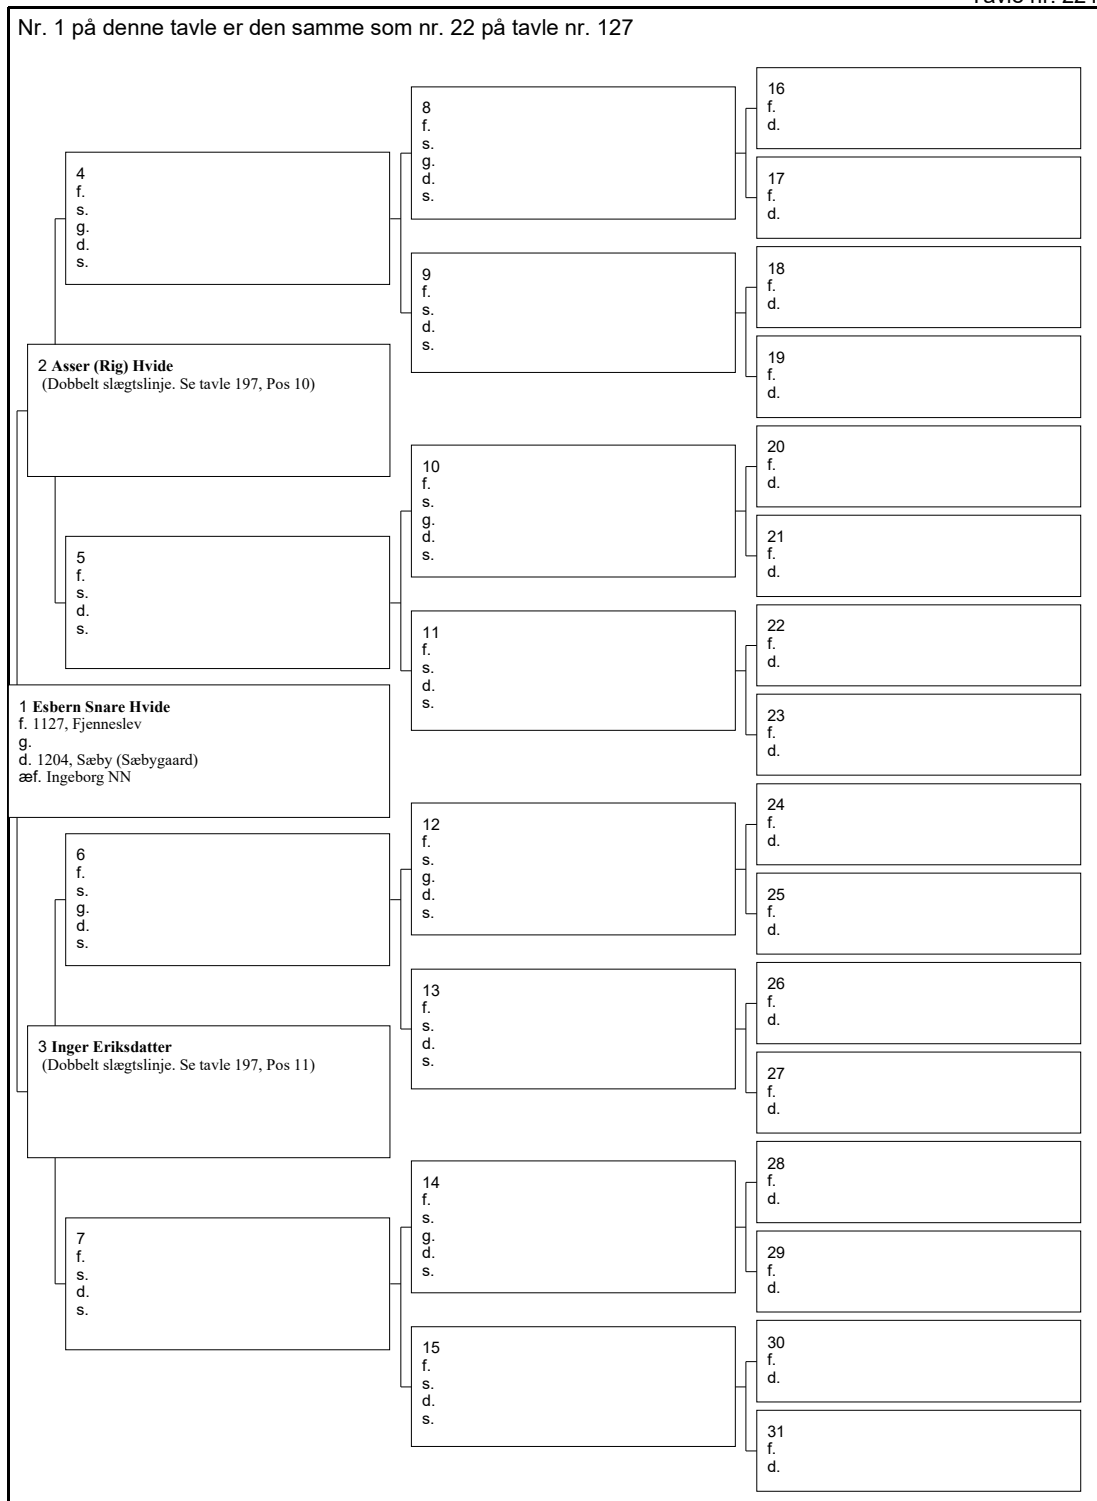 Nr. 1 på denne tavle er den samme som nr. 22 på tavle nr. 127
16
f.
d.
8
f.
s.
g.
d.
s.
17
f.
d.
4
f.
s.
g.
d.
s.
18
f.
d.
9
f.
s.
d.
s.
19
f.
d.
2 Asser (Rig) Hvide
(Dobbelt slægtslinje. Se tavle 197, Pos 10)
20
f.
d.
10
f.
s.
g.
d.
s.
21
f.
d.
5
f.
s.
d.
s.
22
f.
d.
11
f.
s.
d.
s.
23
f.
d.
1 Esbern Snare Hvide
f. 1127, Fjenneslev
g.
d. 1204, Sæby (Sæbygaard)
æf. Ingeborg NN
24
f.
d.
12
f.
s.
g.
d.
s.
6
f.
s.
g.
d.
s.
25
f.
d.
26
f.
d.
13
f.
s.
d.
s.
3 Inger Eriksdatter
(Dobbelt slægtslinje. Se tavle 197, Pos 11)
27
f.
d.
28
f.
d.
14
f.
s.
g.
d.
s.
7
f.
s.
d.
s.
29
f.
d.
30
f.
d.
15
f.
s.
d.
s.
31
f.
d.